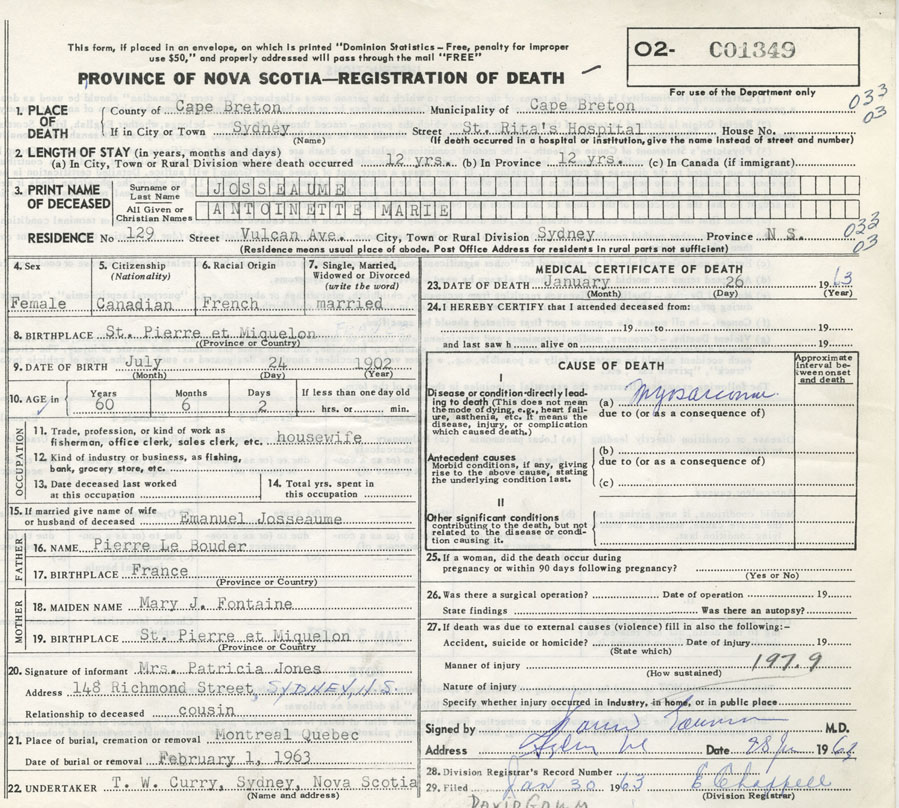 This form, if placed in an envelope, on which is printed "Dominion Statistics – Free, penalty for improper
use $50," and properly addressed will pass through the mail "FREE"
PROVINCE OF NOVA SCOTIA—REGISTRATION OF DEATH
O2- C01349
For use of the Department only
033
03
1. PLACE OF DEATH
County of Cape Breton Municipality of Cape Breton
If in City or Town Sydney Street St. Rita's Hospital House No.
(Name) (If death occurred in a hospital or institution, give the name instead of street and number)
2. LENGTH OF STAY (in years, months and days)
(a) In City, Town or Rural Division where death occurred 12 yrs. (b) In Province 12 yrs. (c) In Canada (if immigrant)
3. PRINT NAME OF DECEASED
Surname or Last Name JOSSEAUME
All Given or Christian Names ANTOINETTE MARIE
RESIDENCE No 129 Street Vulcan Ave. City, Town or Rural Division Sydney Province N S.
033
03
(Residence means usual place of abode. Post Office Address for residents in rural parts not sufficient)
4. Sex
Female
5. Citizenship
(Nationality)
Canadian
6. Racial Origin
French
7. Single, Married,
Widowed or Divorced
(write the word)
married
8. BIRTHPLACE St. Pierre et Miquelon
(Province or Country)
9. DATE OF BIRTH July 24 1902
(Month) (Day) (Year)
10. AGE in
Years Months Days If less than one day old
60 6 2 hrs. or min.
OCCUPATION
11. Trade, profession, or kind of work as
fisherman, office clerk, sales clerk, etc. housewife
12. Kind of industry or business, as fishing,
bank, grocery store, etc.
13. Date deceased last worked
at this occupation
14. Total yrs. spent in
this occupation
15. If married give name of wife
or husband of deceased Emanuel Josseaume
FATHER
16. NAME Pierre Le Bouder
17. BIRTHPLACE France
(Province or Country)
MOTHER
18. MAIDEN NAME Mary J. Fontaine
19. BIRTHPLACE St. Pierre et Miquelon
(Province or Country
20. Signature of informant Mrs. Patricia Jones
Address 148 Richmond Street, SYDNEY, N.S.
Relationship to deceased cousin
21. Place of burial, cremation or removal Montreal Quebec
Date of burial or removal February 1, 1963
22. UNDERTAKER T. W. Curry, Sydney, Nova Scotia
(Name and address)
MEDICAL CERTIFICATE OF DEATH
23. DATE OF DEATH January 26 1963
(Month) (Day) (Year)
24. I HEREBY CERTIFY that I attended deceased from:
19 to 19
and last saw h alive on 19
CAUSE OF DEATH
Approximate
interval be-
tween onset
and death
I
Disease or condition directly lead-
ing to death (This does not mean
the mode of dying, e.g., heart fail-
ure, asthenia, etc. It means the
disease, injury, or complication
which caused death.)
(a) Myosarcoma
due to (or as a consequence of
Antecedent causes
Morbid conditions, if any, giving
rise to the above cause, stating
the underlying condition last.
(b)
due to (or as a consequence of)
(c)
II
Other significant conditions
contributing to the death, but not
related to the disease or condi-
tion causing it.
25. If a woman, did the death occur during
pregnancy or within 90 days following pregnancy?
(Yes or No)
26. Was there a surgical operation? Date of operation 19
State findings Was there an autopsy?
27. If death was due to external causes (violence) fill in also the following:–
Accident, suicide or homicide? Date of injury 19
(State which)
Manner of injury 197.9
(How sustained)
Nature of injury
Specify whether injury occurred in industry, in home, or in public place
Signed by M.D.
Address Date 28 Jan 1963
28. Division Registrar's Record Number
29. Filed Jan 30 1963 E Chappell
(Division Registrar)